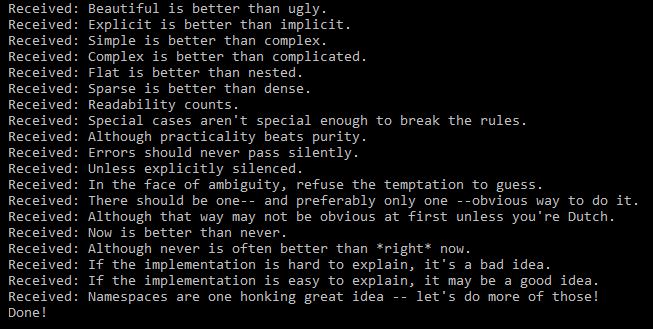 Received: Beautiful is better than ugly.
Received: Explicit is better than implicit.
Received: Simple is better than complex.
Received: Complex is better than complicated.
Received: Flat is better than nested.
Received: Sparse is better than dense.
Received: Readability counts.
Received: Special cases aren't special enough to break the rules.
Received: Although practicality beats purity.
Received: Errors should never pass silently.
Received: Unless explicitly silenced.
Received: In the face of ambiguity, refuse the temptation to guess.
Received: There should be one-- and preferably only one --obvious way to do it.
Received: Although that way may not be obvious at first unless you're Dutch.
Received: Now is better than never.
Received: Although never is often better than *right* now.
Received: If the implementation is hard to explain, it's a bad idea.
Received: If the implementation is easy to explain, it may be a good idea.
Received: Namespaces are one honking great idea -- let's do more of those!
Done!